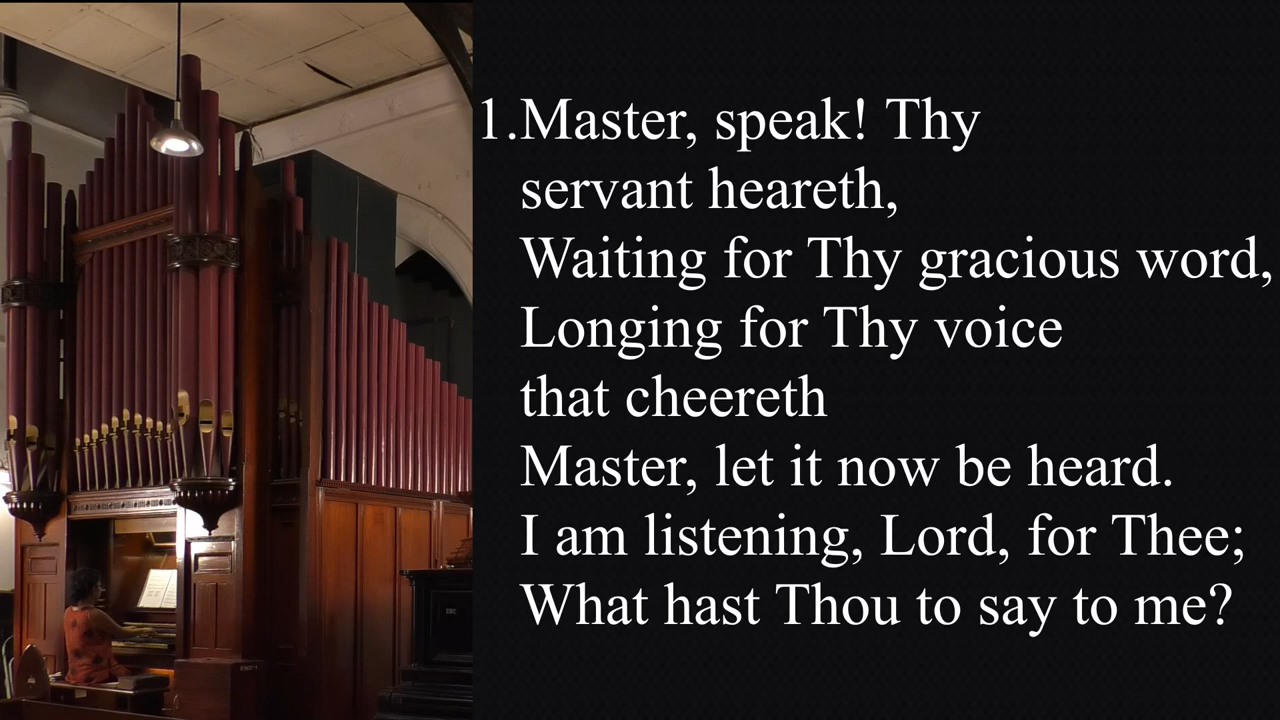 1.Master, speak! Thy
servant heareth,
Waiting for Thy gracious word,
Longing for Thy voice
that cheereth
Master, let it now be heard.
I am listening, Lord, for Thee;
What hast Thou to say to me?